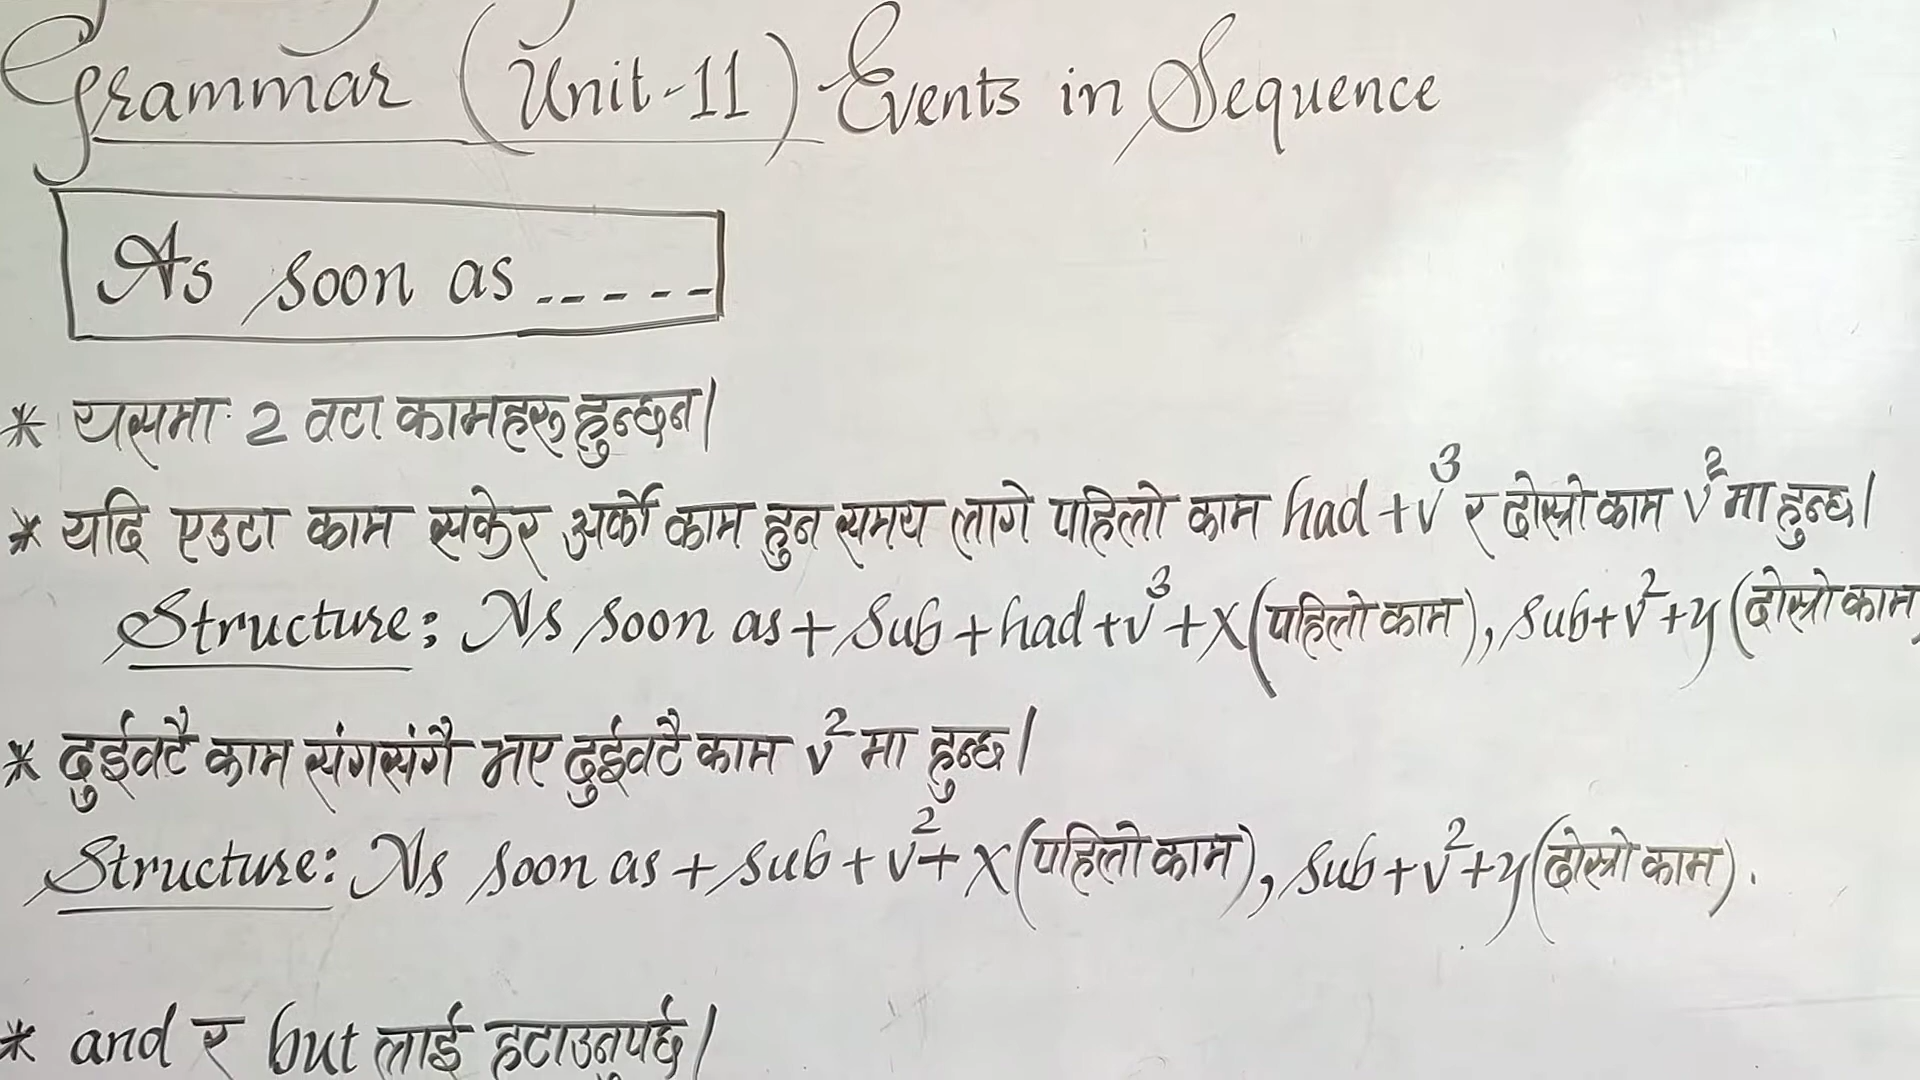 Grammar (Unit-11) Events in Sequence
As soon as -----
* यसमा 2 वटा कामहरू हुन्छन।
* यदि एउटा काम सकेर अर्को काम हुन समय लागे पहिलो काम had + v³ र दोस्रो काम v² मा हुन्छ।
Structure: As soon as + sub + had + v³ + x (पहिलो काम), sub + v² + y (दोस्रो काम)
* दुईवटै काम संगसंगै भए दुईवटै काम v² मा हुन्छ।
Structure: As soon as + sub + v² + x (पहिलो काम), sub + v² + y (दोस्रो काम).
* and र but लाई हटाउनुपर्छ।